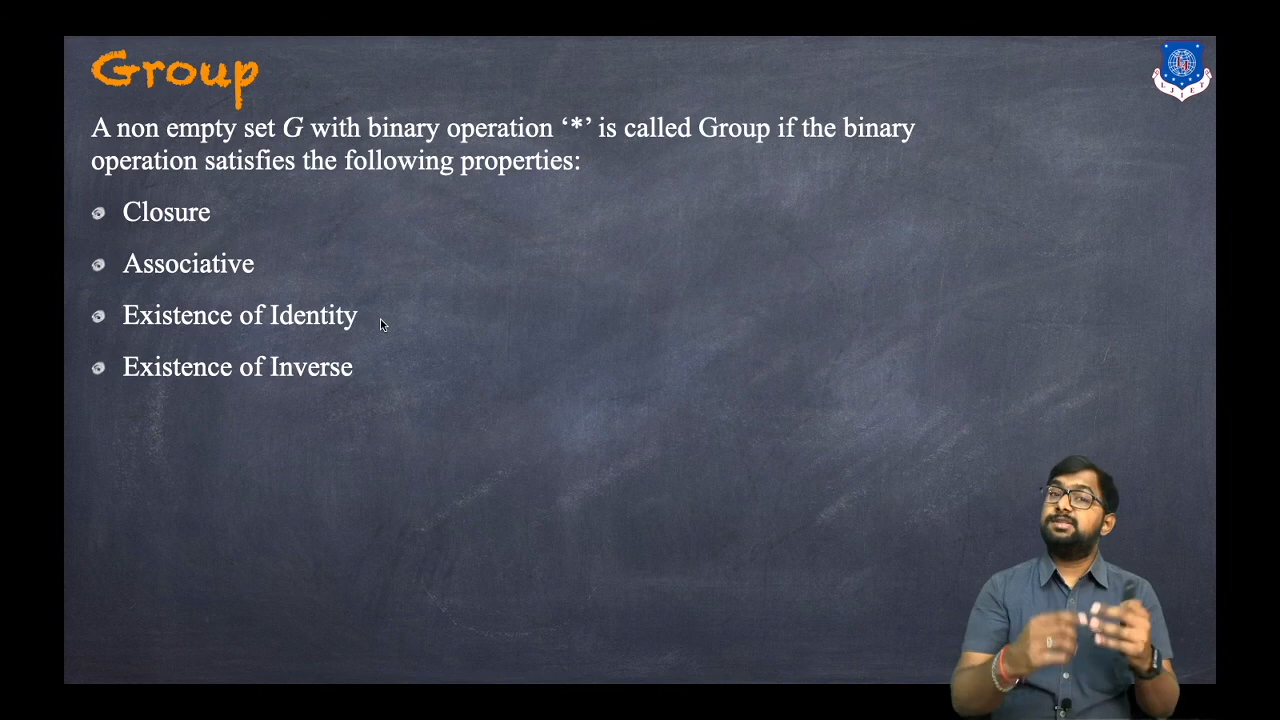 Group
A non empty set G with binary operation ‘*’ is called Group if the binary
operation satisfies the following properties:
Closure
Associative
Existence of Identity
Existence of Inverse
L J I E T